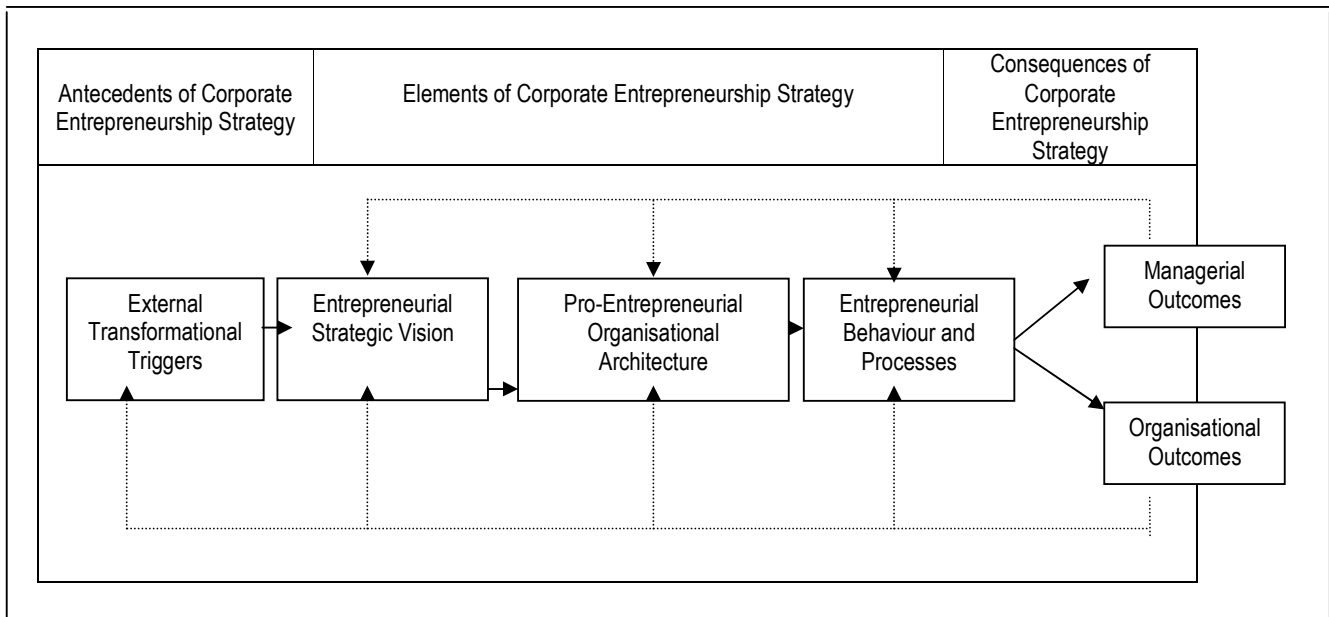 Antecedents of Corporate
Entrepreneurship Strategy
Elements of Corporate Entrepreneurship Strategy
Consequences of
Corporate
Entrepreneurship
Strategy
External
Transformational
Triggers
Entrepreneurial
Strategic Vision
Pro-Entrepreneurial
Organisational
Architecture
Entrepreneurial
Behaviour and
Processes
Managerial
Outcomes
Organisational
Outcomes